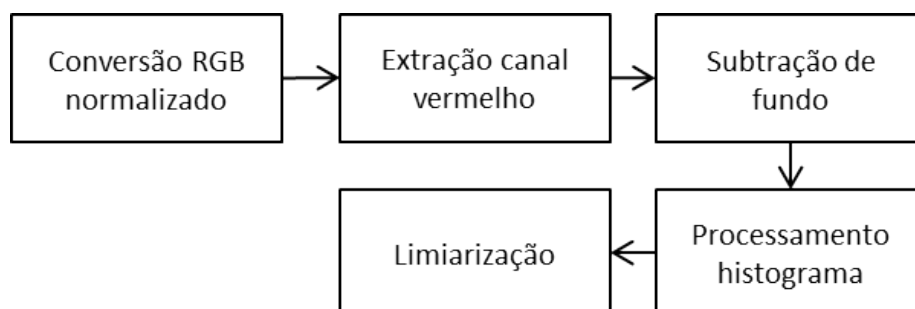 Conversão RGB
normalizado
Extração canal
vermelho
Subtração de
fundo
Processamento
histograma
Limiarização